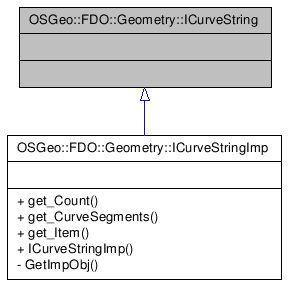 OSGeo::FDO::Geometry::ICurveString
OSGeo::FDO::Geometry::ICurveStringImp
+ get_Count()
+ get_CurveSegments()
+ get_Item()
+ ICurveStringImp()
- GetImpObj()